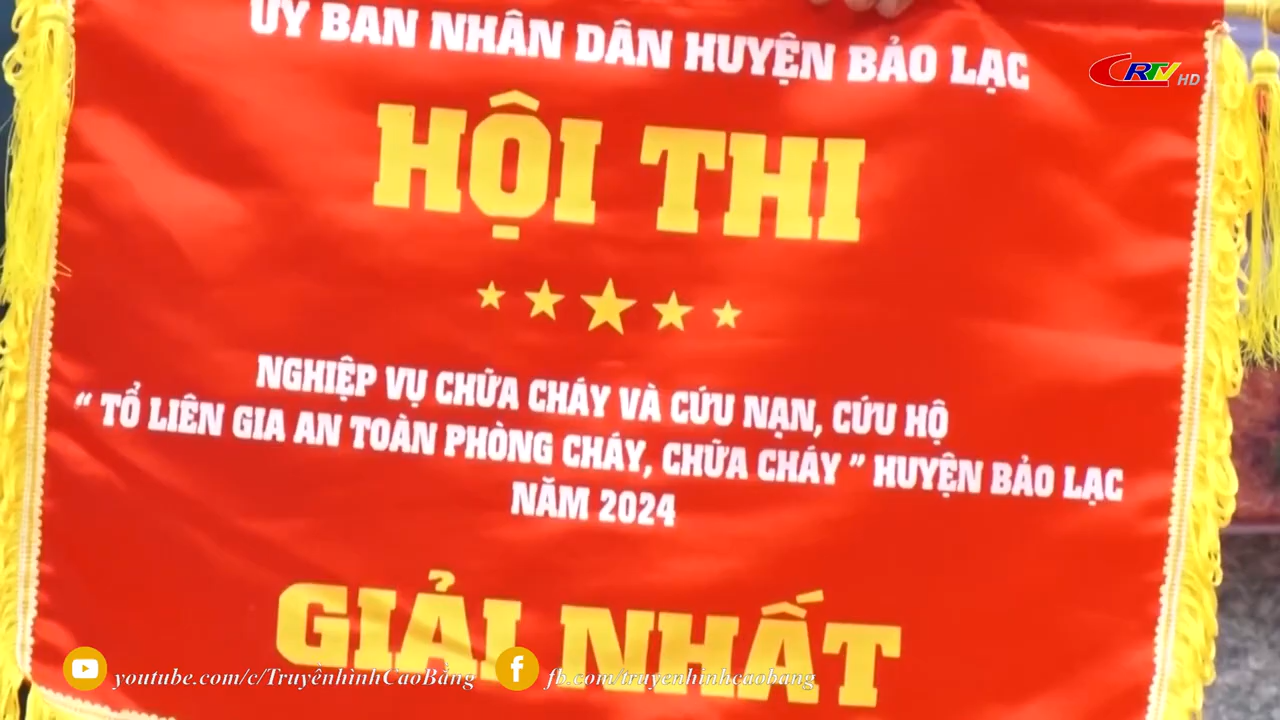 ỦY BAN NHÂN DÂN HUYỆN BẢO LẠC
CRTV HD
HỘI THI
NGHIỆP VỤ CHỮA CHÁY VÀ CỨU NẠN, CỨU HỘ
“ TỔ LIÊN GIA AN TOÀN PHÒNG CHÁY, CHỮA CHÁY ” HUYỆN BẢO LẠC
NĂM 2024
GIẢI NHẤT
youtube.com/c/TruyềnhìnhCaoBằng
fb.com/truyenhinhcaobang